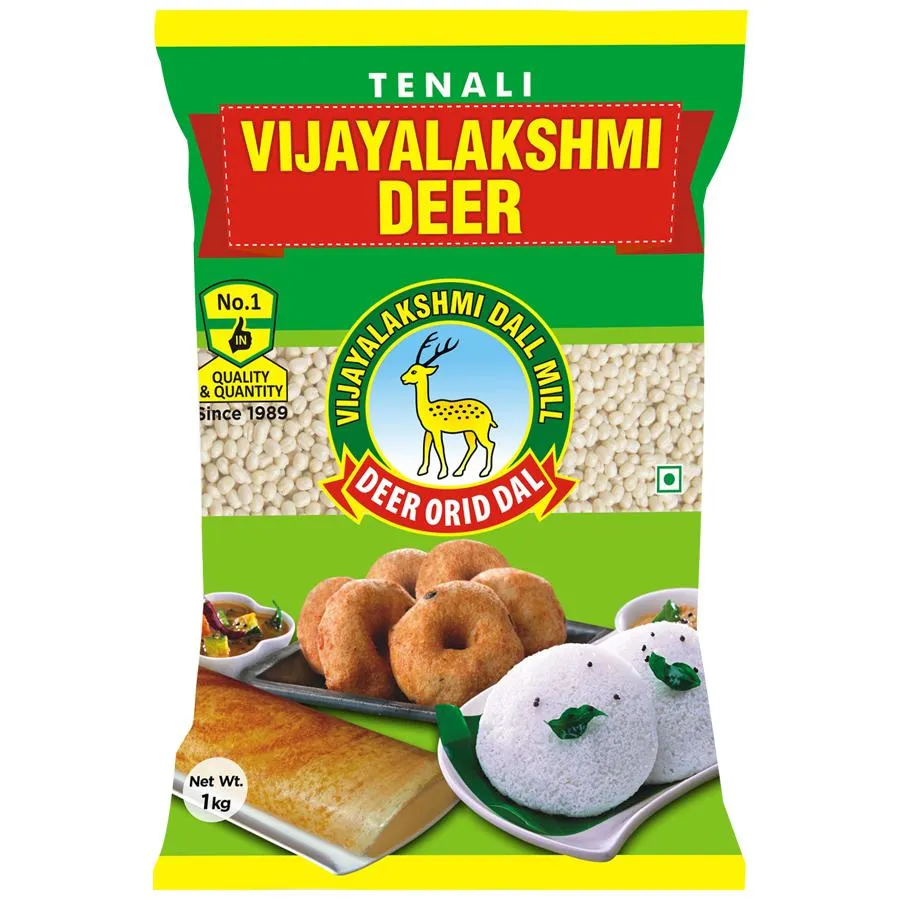 TENALI
VIJAYALAKSHMI
DEER
No.1
IN
QUALITY
& QUANTITY
Since 1989
VIJAYALAKSHMI DALL MILL
DEER ORID DAL
Net Wt.
1kg